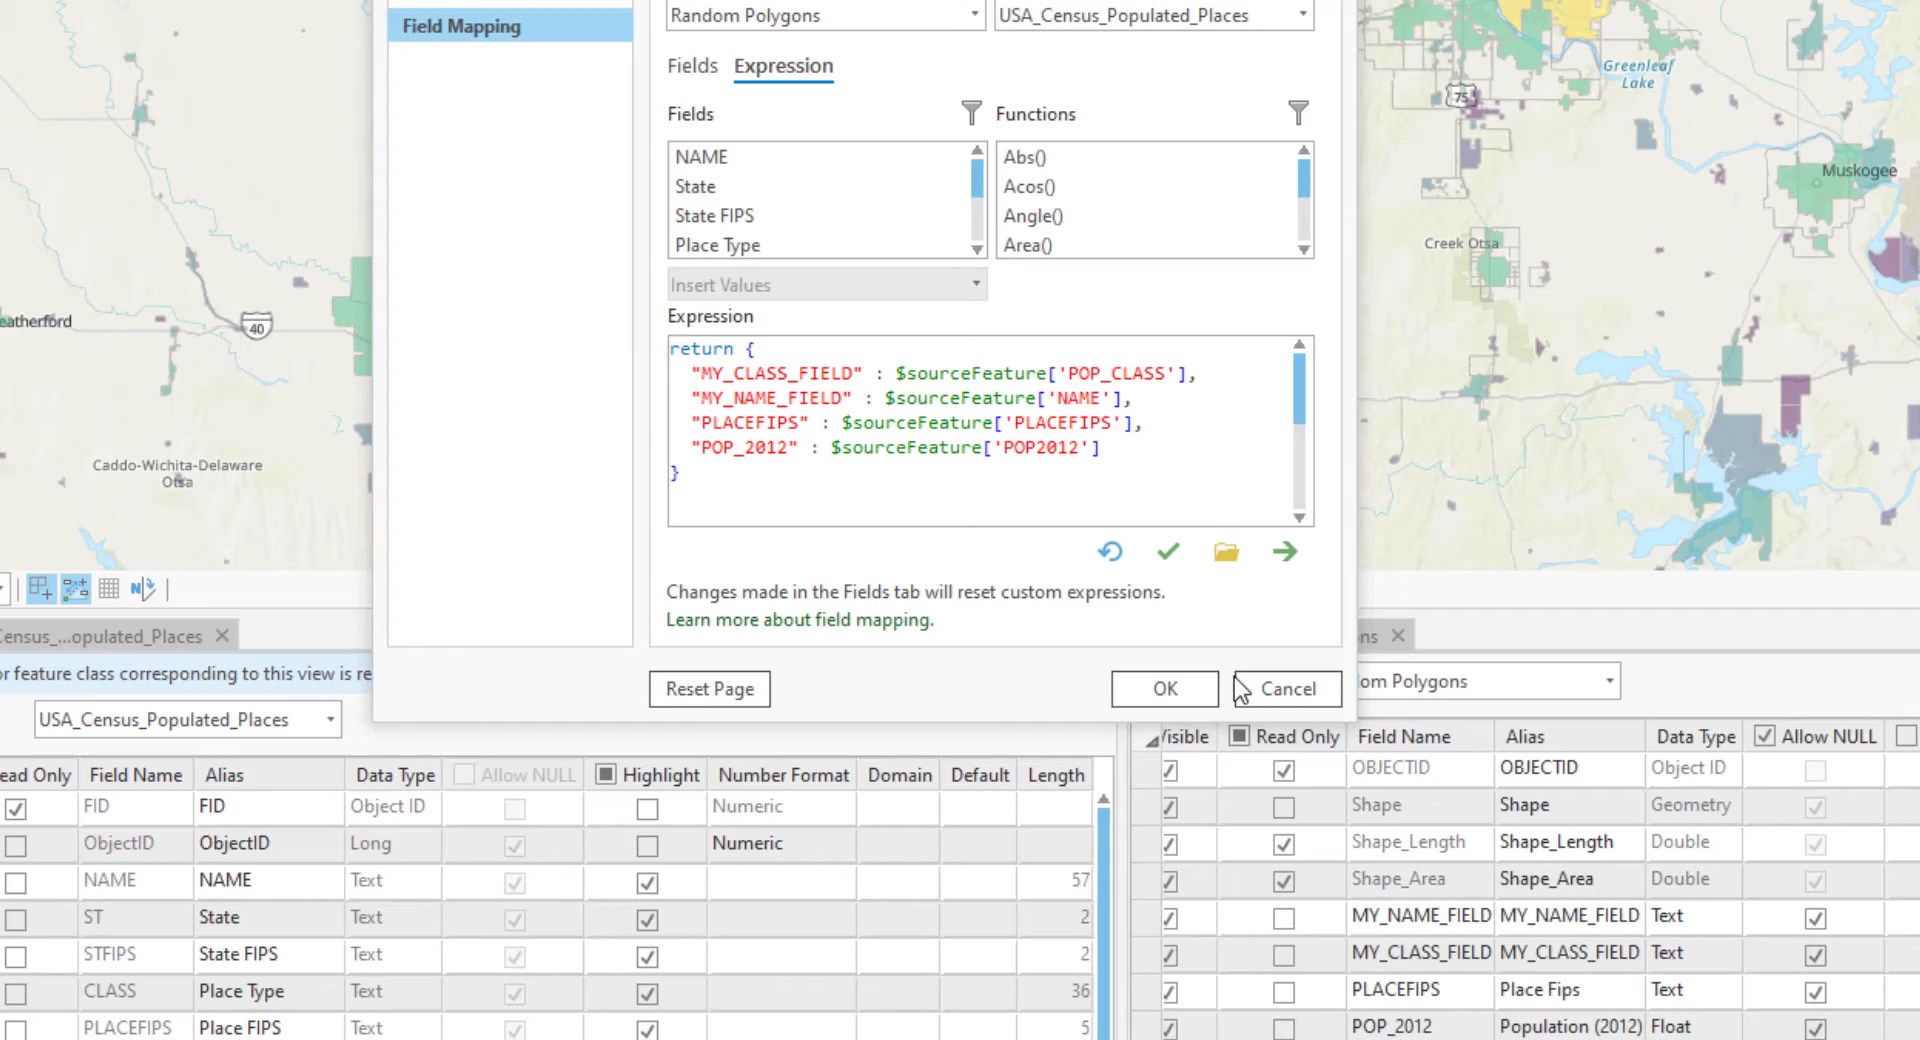 Field Mapping
Random Polygons
USA_Census_Populated_Places
Fields
Expression
Fields
Functions
NAME
State
State FIPS
Place Type
Abs()
Acos()
Angle()
Area()
Insert Values
Expression
return {
"MY_CLASS_FIELD" : $sourceFeature['POP_CLASS'],
"MY_NAME_FIELD" : $sourceFeature['NAME'],
"PLACEFIPS" : $sourceFeature['PLACEFIPS'],
"POP_2012" : $sourceFeature['POP2012']
}
Changes made in the Fields tab will reset custom expressions.
Learn more about field mapping.
Reset Page
OK
Cancel
Greenleaf
Lake
75
Muskogee
Creek Otsa
eatherford
40
Caddo-Wichita-Delaware
Otsa
N
Census_...opulated_Places
or feature class corresponding to this view is re
USA_Census_Populated_Places
ead Only Field Name Alias Data Type Allow NULL Highlight Number Format Domain Default Length
FID FID Object ID Numeric
ObjectID ObjectID Long Numeric
NAME NAME Text 57
ST State Text 2
STFIPS State FIPS Text 2
CLASS Place Type Text 36
PLACEFIPS Place FIPS Text 5
ns
om Polygons
Visible Read Only Field Name Alias Data Type Allow NULL
OBJECTID OBJECTID Object ID
Shape Shape Geometry
Shape_Length Shape_Length Double
Shape_Area Shape_Area Double
MY_NAME_FIELD MY_NAME_FIELD Text
MY_CLASS_FIELD MY_CLASS_FIELD Text
PLACEFIPS Place Fips Text
POP_2012 Population (2012) Float